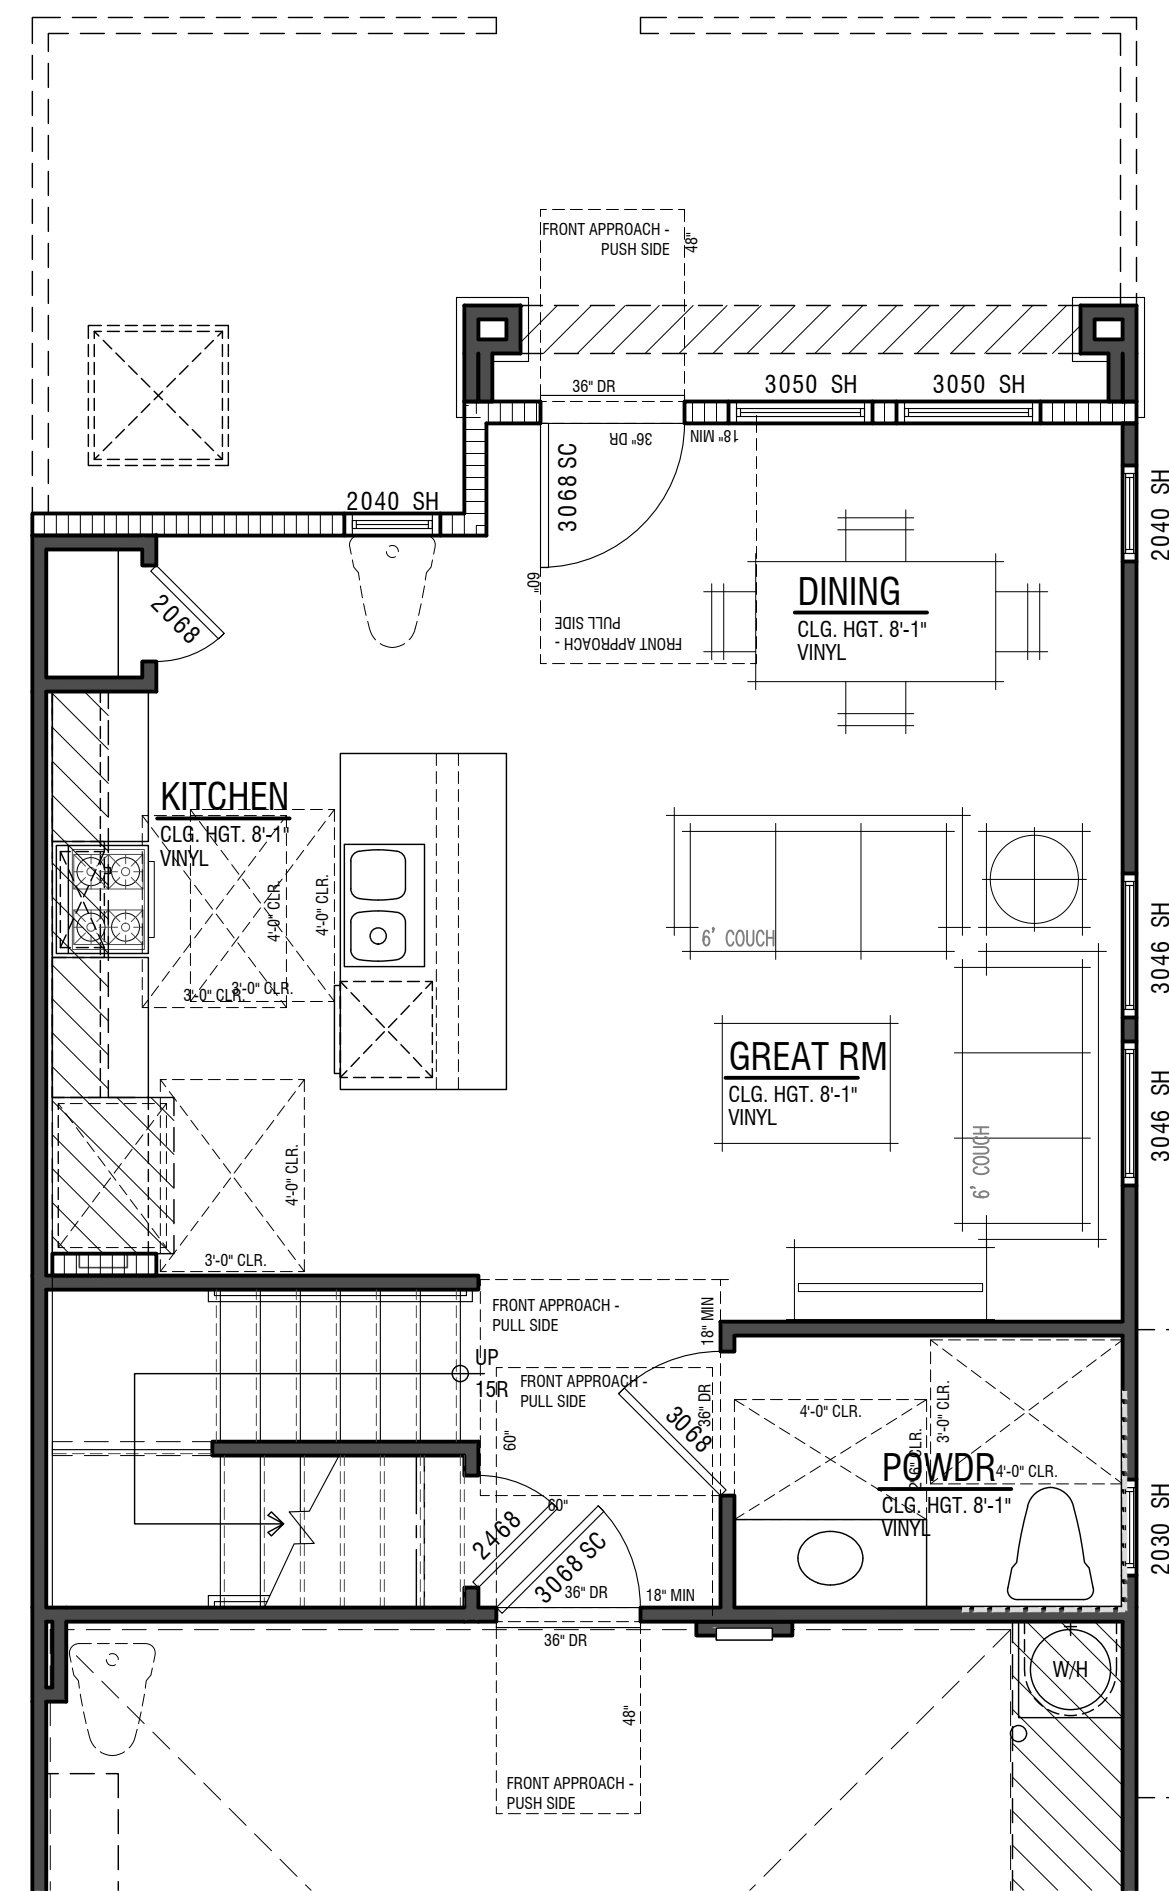 FRONT APPROACH -
PUSH SIDE
48"
36" DR
3050 SH
3050 SH
36" DR
18" MIN
3068 SC
2040 SH
2040 SH
60"
FRONT APPROACH -
PULL SIDE
2068
DINING
CLG. HGT. 8'-1"
VINYL
KITCHEN
CLG. HGT. 8'-1"
VINYL
4'-0" CLR.
4'-0" CLR.
3'-0" CLR.
3'-0" CLR.
6' COUCH
3046 SH
GREAT RM
CLG. HGT. 8'-1"
VINYL
6' COUCH
3046 SH
4'-0" CLR.
3'-0" CLR.
FRONT APPROACH -
PULL SIDE
18" MIN
UP
15R
FRONT APPROACH -
PULL SIDE
36" DR
3068
60"
4'-0" CLR.
3'-0" CLR.
POWDR
4'-0" CLR.
CLG. HGT. 8'-1"
VINYL
2030 SH
60"
2468
3068 SC
36" DR
18" MIN
36" DR
W/H
48"
FRONT APPROACH -
PUSH SIDE